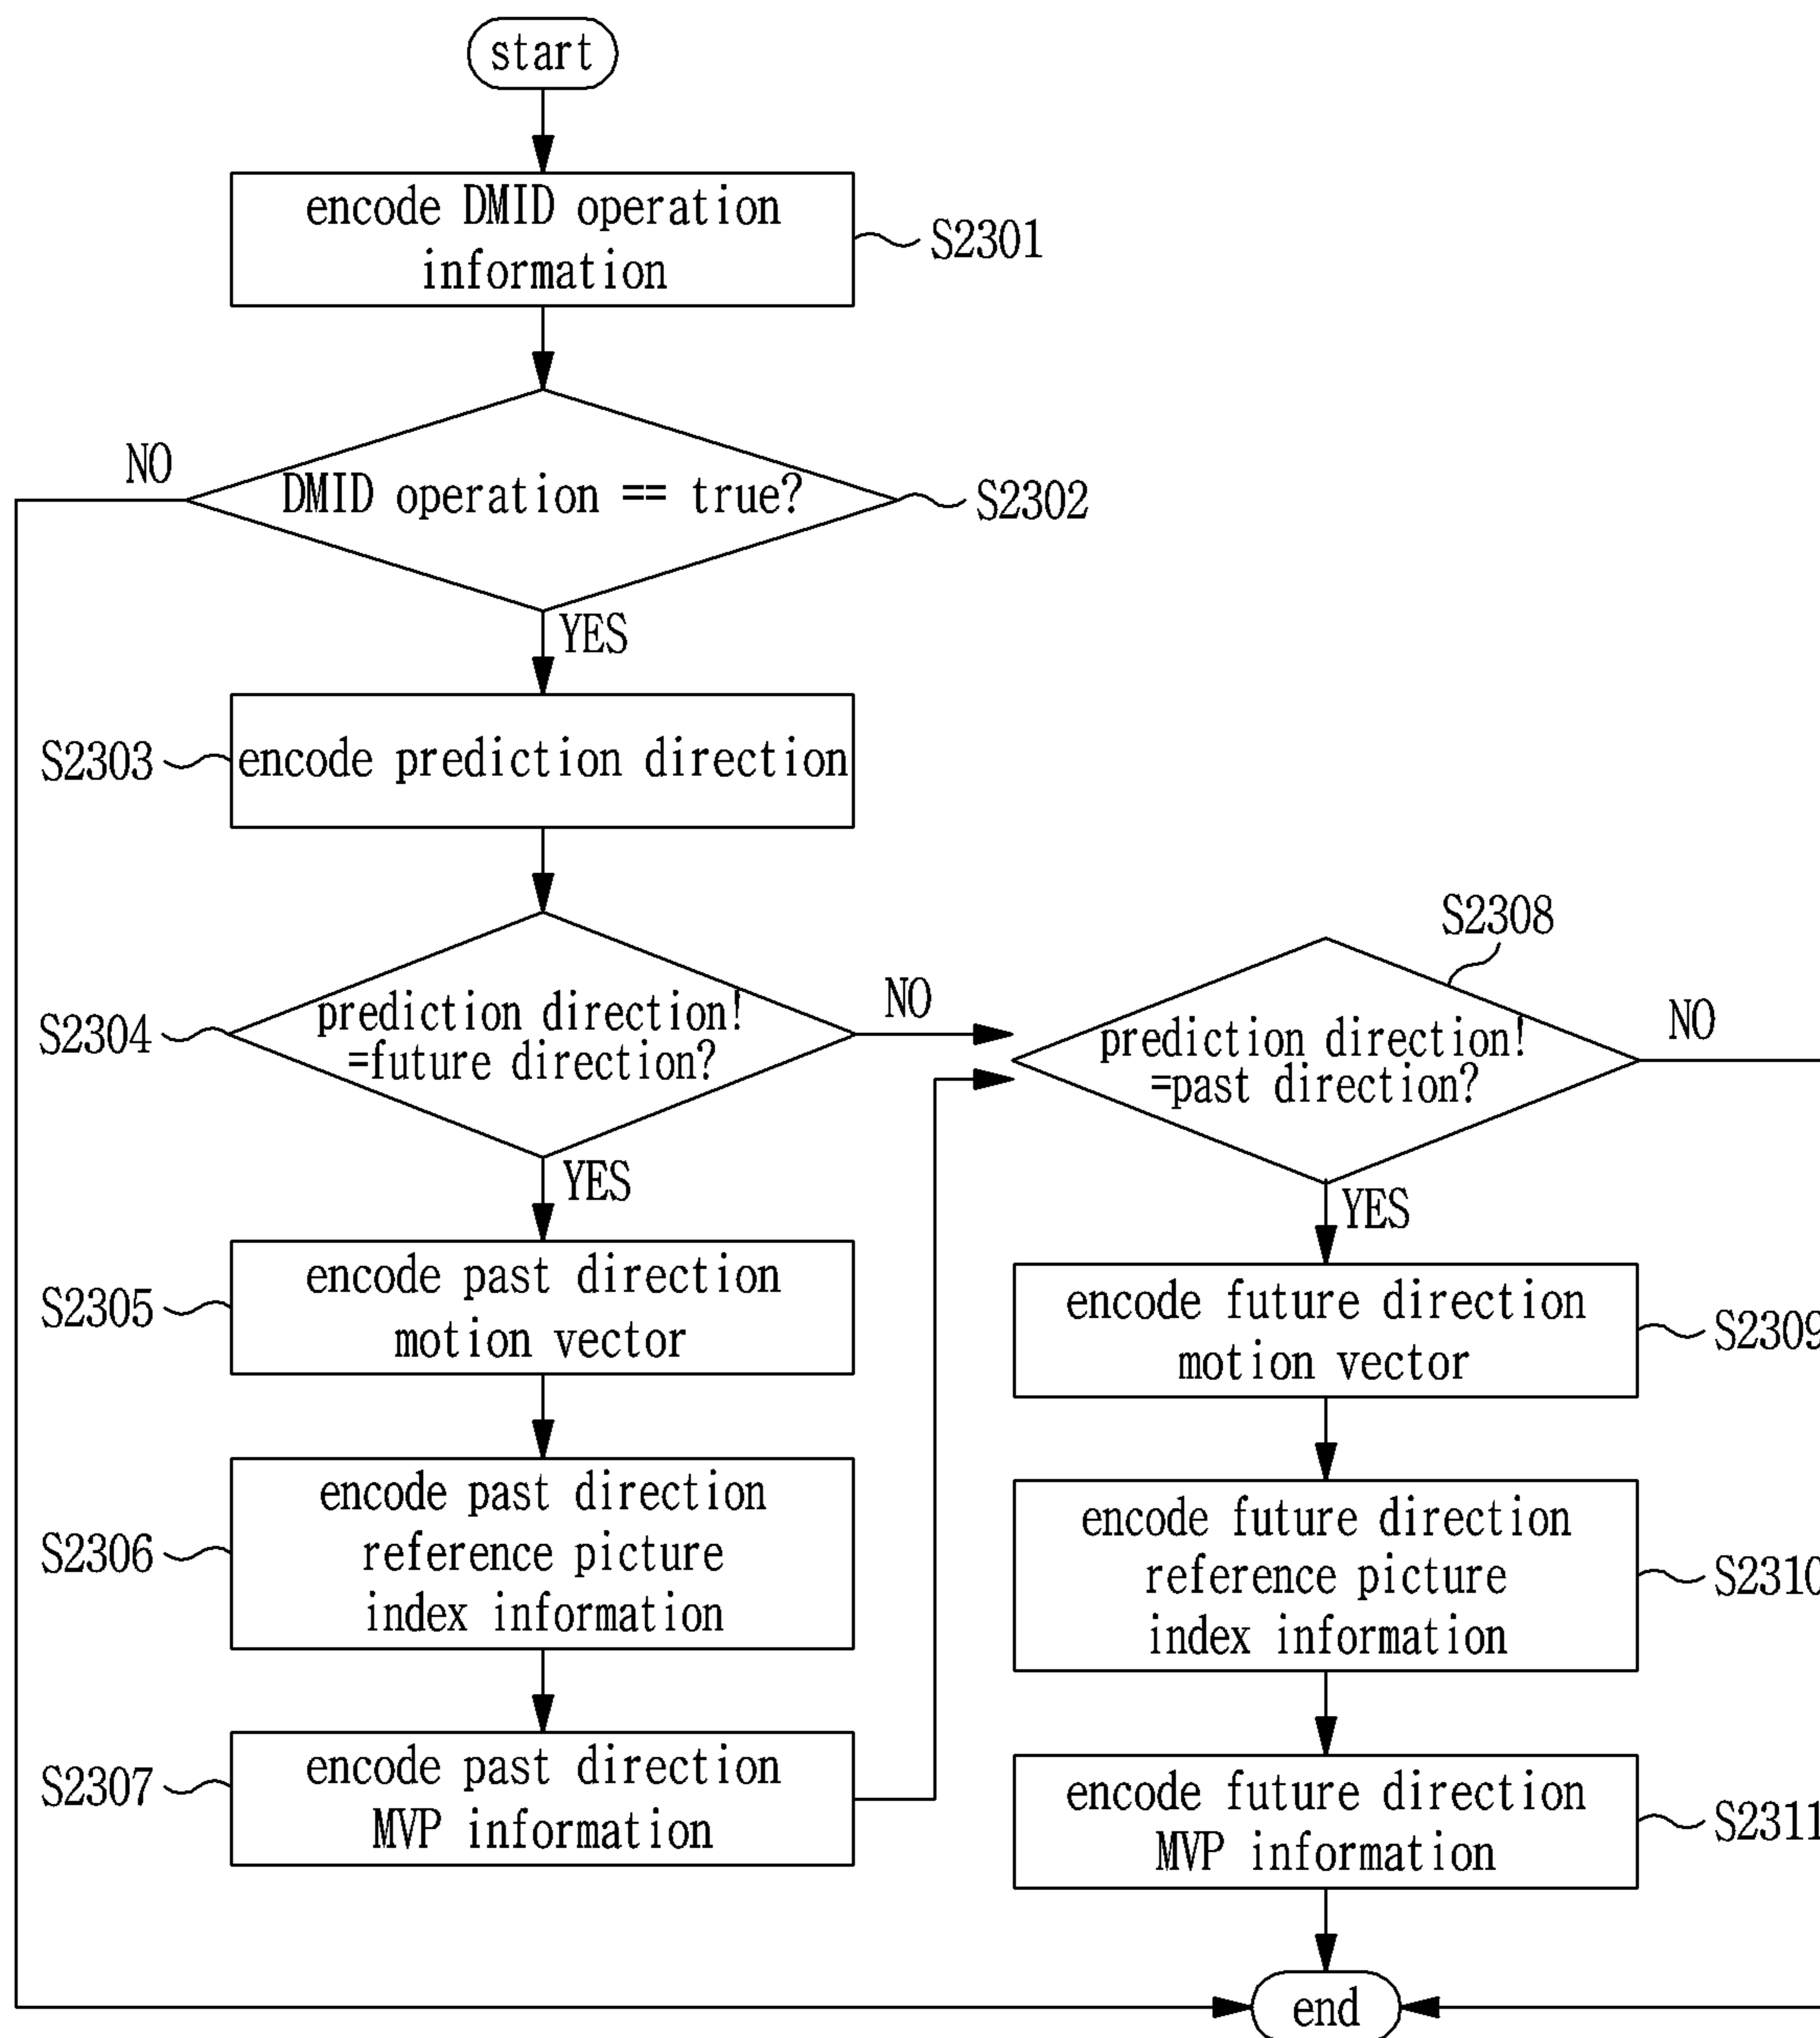 start
encode DMID operation
information
S2301
NO
DMID operation == true?
S2302
YES
S2303
encode prediction direction
S2304
prediction direction!
=future direction?
NO
YES
S2305
encode past direction
motion vector
S2306
encode past direction
reference picture
index information
S2307
encode past direction
MVP information
S2308
prediction direction!
=past direction?
NO
YES
encode future direction
motion vector
S2309
encode future direction
reference picture
index information
S2310
encode future direction
MVP information
S2311
end